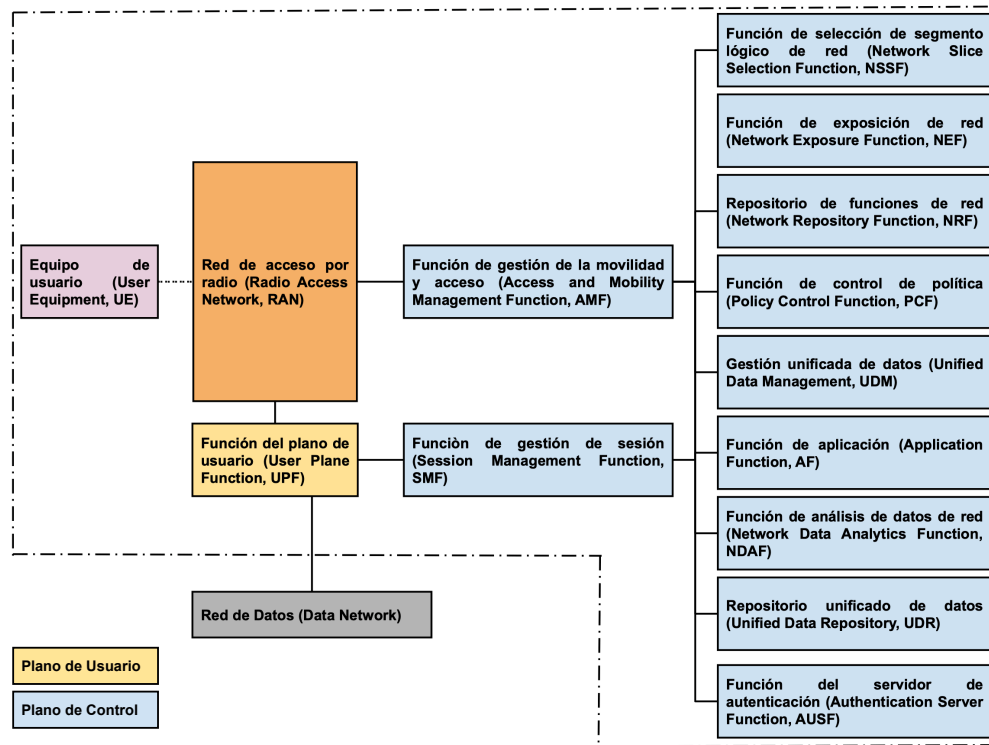 Función de selección de segmento
lógico de red (Network Slice
Selection Function, NSSF)
Función de exposición de red
(Network Exposure Function, NEF)
Repositorio de funciones de red
(Network Repository Function, NRF)
Equipo de
usuario (User
Equipment, UE)
Red de acceso por
radio (Radio Access
Network, RAN)
Función de gestión de la movilidad
y acceso (Access and Mobility
Management Function, AMF)
Función de control de política
(Policy Control Function, PCF)
Gestión unificada de datos (Unified
Data Management, UDM)
Función del plano de
usuario (User Plane
Function, UPF)
Funciòn de gestión de sesión
(Session Management Function,
SMF)
Función de aplicación (Application
Function, AF)
Función de análisis de datos de red
(Network Data Analytics Function,
NDAF)
Red de Datos (Data Network)
Repositorio unificado de datos
(Unified Data Repository, UDR)
Plano de Usuario
Plano de Control
Función del servidor de
autenticación (Authentication Server
Function, AUSF)